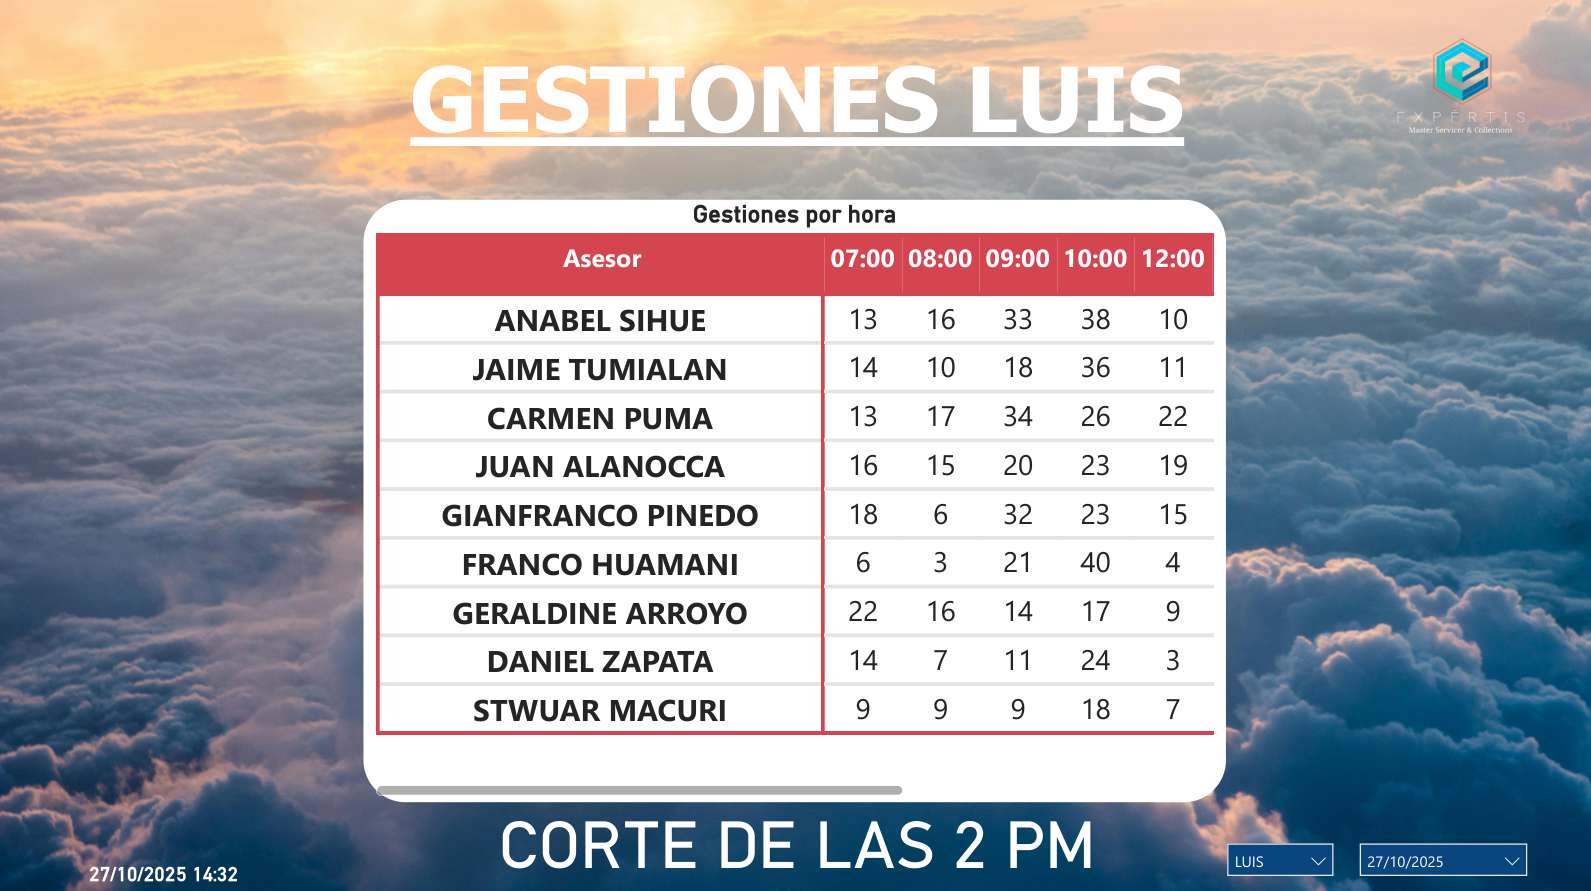 GESTIONES LUIS
EXPERTIS
Master Servicer & Collections
Gestiones por hora
Asesor 07:00 08:00 09:00 10:00 12:00
ANABEL SIHUE 13 16 33 38 10
JAIME TUMIALAN 14 10 18 36 11
CARMEN PUMA 13 17 34 26 22
JUAN ALANOCCA 16 15 20 23 19
GIANFRANCO PINEDO 18 6 32 23 15
FRANCO HUAMANI 6 3 21 40 4
GERALDINE ARROYO 22 16 14 17 9
DANIEL ZAPATA 14 7 11 24 3
STWUAR MACURI 9 9 9 18 7
CORTE DE LAS 2 PM
27/10/2025 14:32
LUIS
27/10/2025